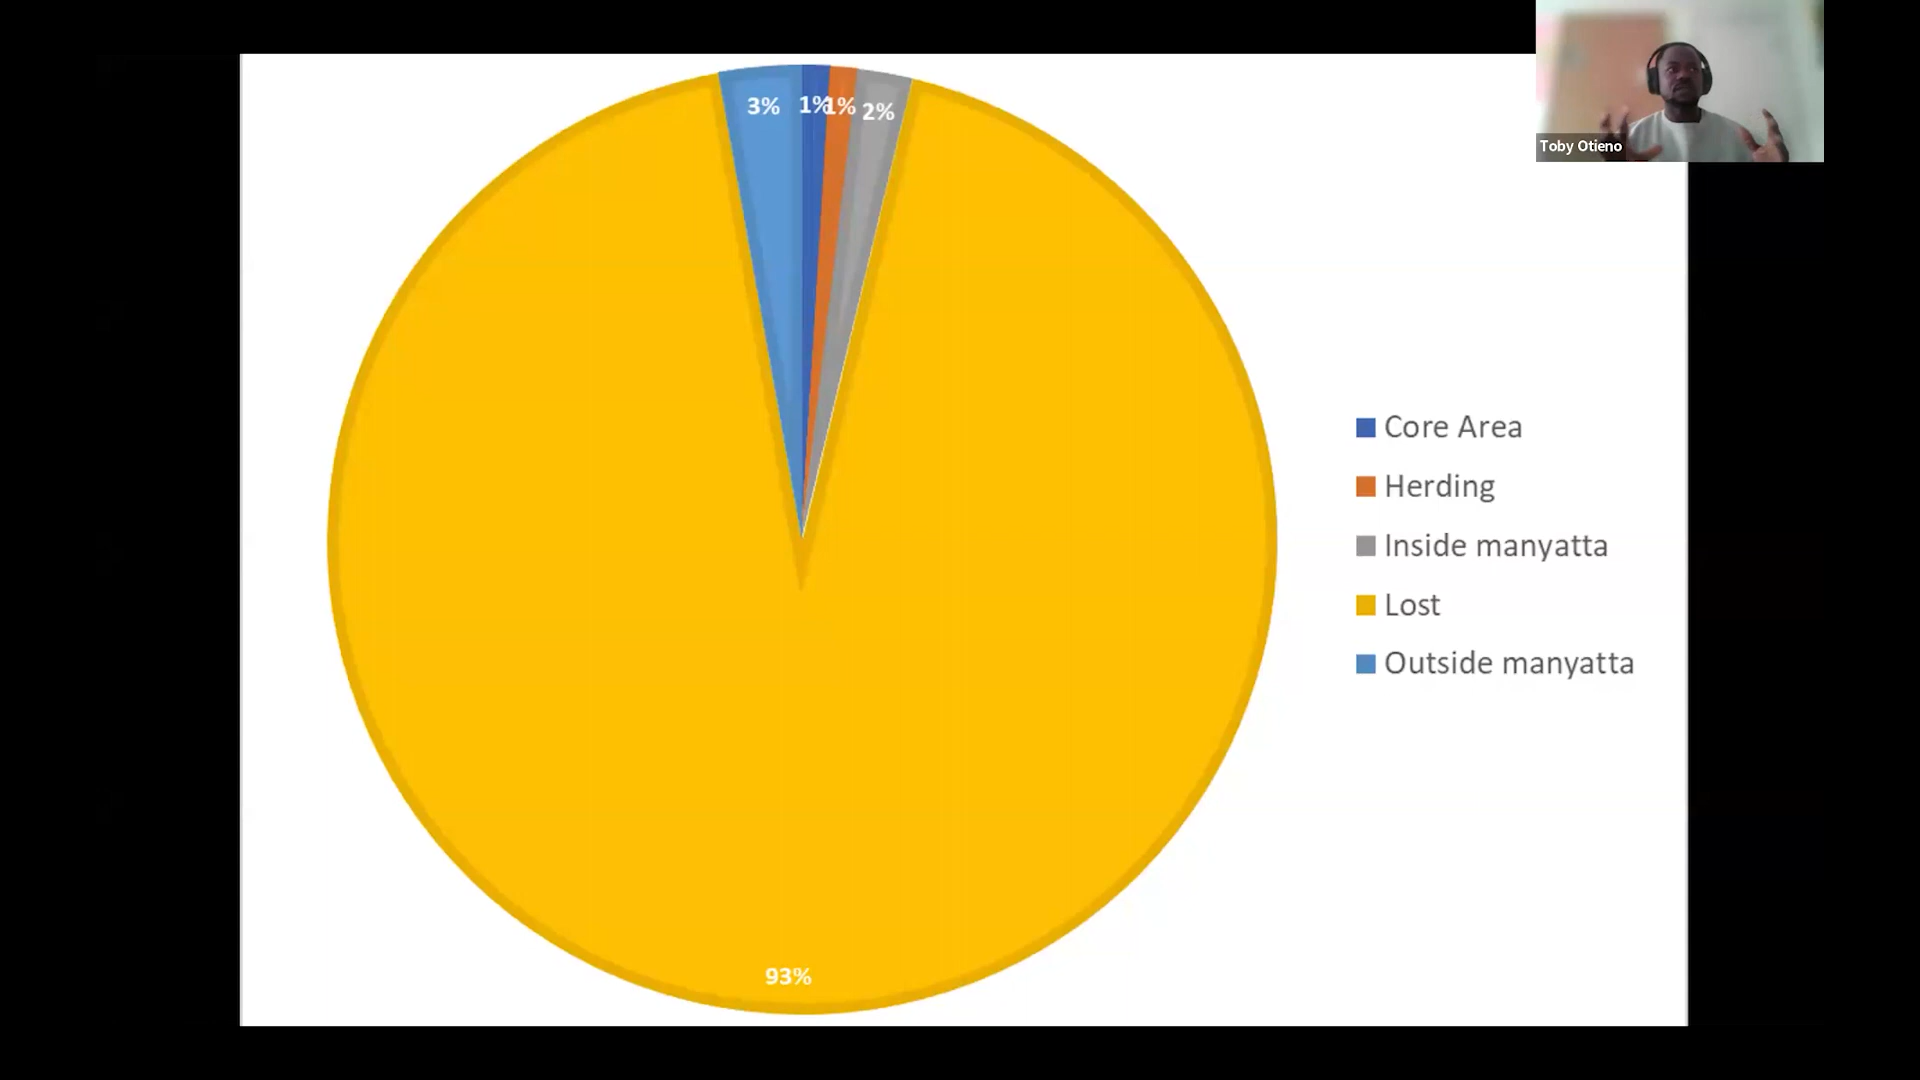 Toby Otieno
3% 1% 1% 2%
Core Area
Herding
Inside manyatta
Lost
Outside manyatta
93%